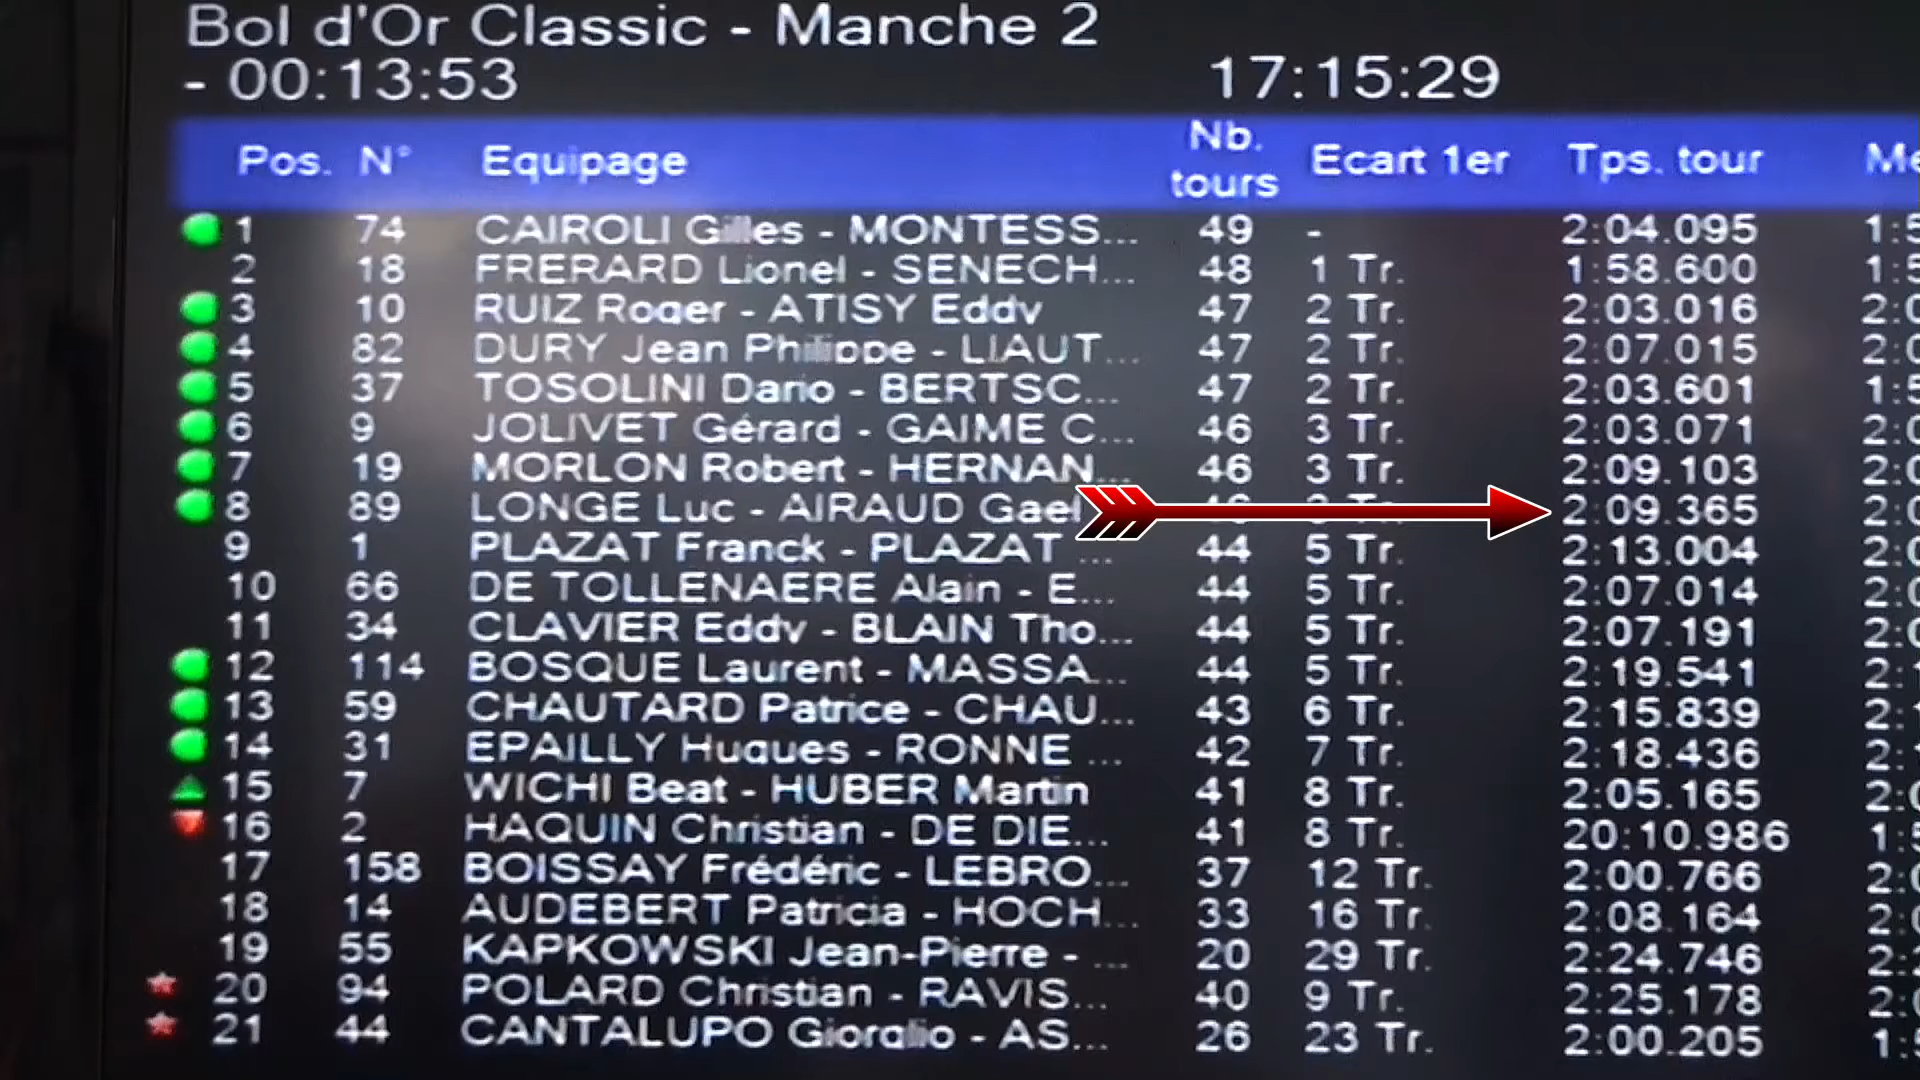 Bol d'Or Classic - Manche 2
- 00:13:53 17:15:29
Pos. N° Equipage Nb. tours Ecart 1er Tps. tour
1 74 CAIROLI Gilles - MONTESS... 49 - 2:04.095
2 18 FRERARD Lionel - SENECH... 48 1 Tr. 1:58.600
3 10 RUIZ Roger - ATISY Eddy 47 2 Tr. 2:03.016
4 82 DURY Jean Philippe - LIAUT... 47 2 Tr. 2:07.015
5 37 TOSOLINI Dario - BERTSC... 47 2 Tr. 2:03.601
6 9 JOLIVET Gérard - GAIME C... 46 3 Tr. 2:03.071
7 19 MORLON Robert - HERNAN... 46 3 Tr. 2:09.103
8 89 LONGE Luc - AIRAUD Gael 2:09.365
9 1 PLAZAT Franck - PLAZAT ... 44 5 Tr. 2:13.004
10 66 DE TOLLENAERE Alain - E... 44 5 Tr. 2:07.014
11 34 CLAVIER Eddy - BLAIN Tho... 44 5 Tr. 2:07.191
12 114 BOSQUE Laurent - MASSA... 44 5 Tr. 2:19.541
13 59 CHAUTARD Patrice - CHAU... 43 6 Tr. 2:15.839
14 31 EPAILLY Hugues - RONNE ... 42 7 Tr. 2:18.436
15 7 WICHI Beat - HUBER Martin 41 8 Tr. 2:05.165
16 2 HAQUIN Christian - DE DIE... 41 8 Tr. 20:10.986
17 158 BOISSAY Frédéric - LEBRO... 37 12 Tr. 2:00.766
18 14 AUDEBERT Patricia - HOCH... 33 16 Tr. 2:08.164
19 55 KAPKOWSKI Jean-Pierre - ... 20 29 Tr. 2:24.746
20 94 POLARD Christian - RAVIS... 40 9 Tr. 2:25.178
21 44 CANTALUPO Giorglio - AS... 26 23 Tr. 2:00.205